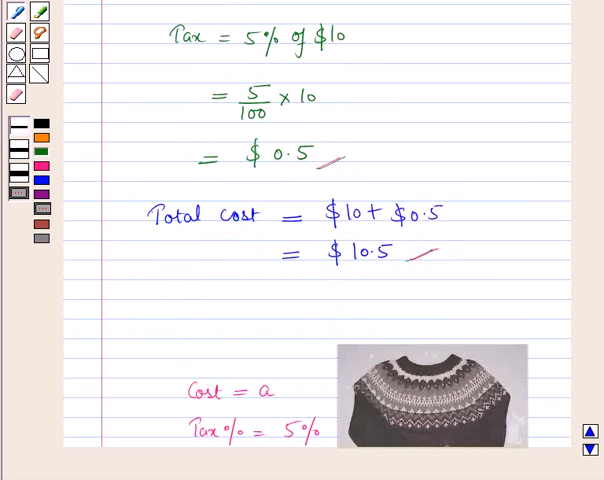 Tax = 5% of $10
= 5/100 × 10
= $ 0.5
Total cost = $10 + $0.5
= $ 10.5
Cost = a
Tax% = 5%